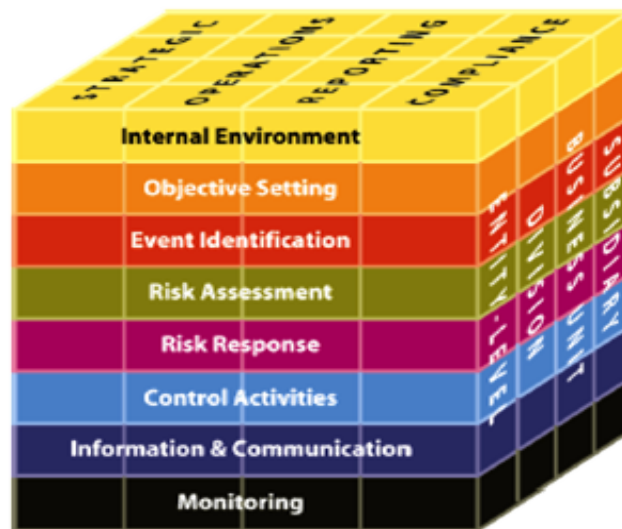 STRATEGIC
OPERATIONS
REPORTING
COMPLIANCE
Internal Environment
Objective Setting
Event Identification
Risk Assessment
Risk Response
Control Activities
Information & Communication
Monitoring
ENTITY-LEVEL
DIVISION
BUSINESS UNIT
SUBSIDIARY